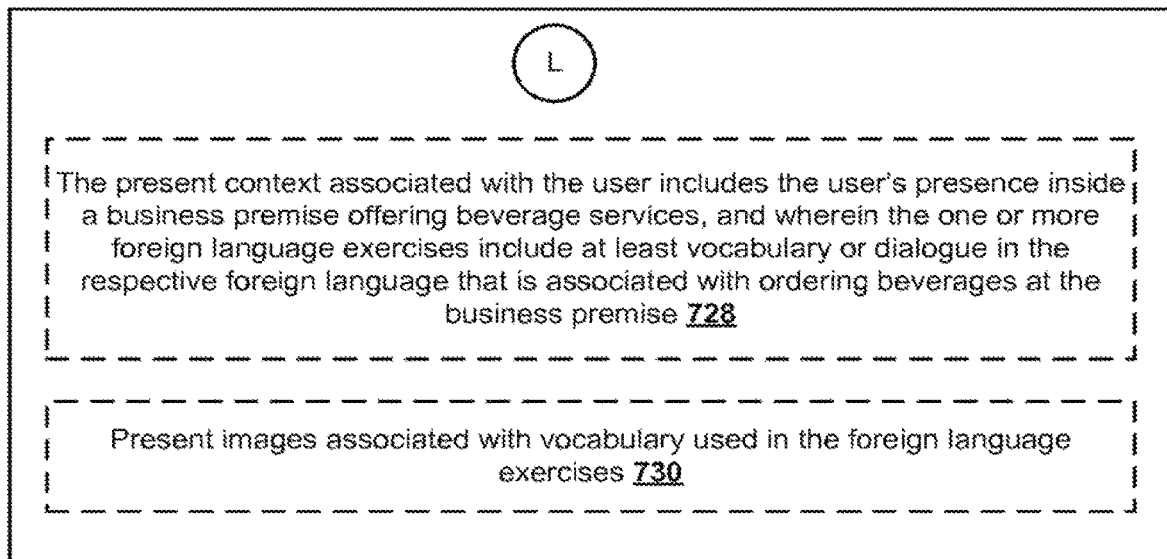 L
The present context associated with the user includes the user's presence inside
a business premise offering beverage services, and wherein the one or more
foreign language exercises include at least vocabulary or dialogue in the
respective foreign language that is associated with ordering beverages at the
business premise 728
Present images associated with vocabulary used in the foreign language
exercises 730